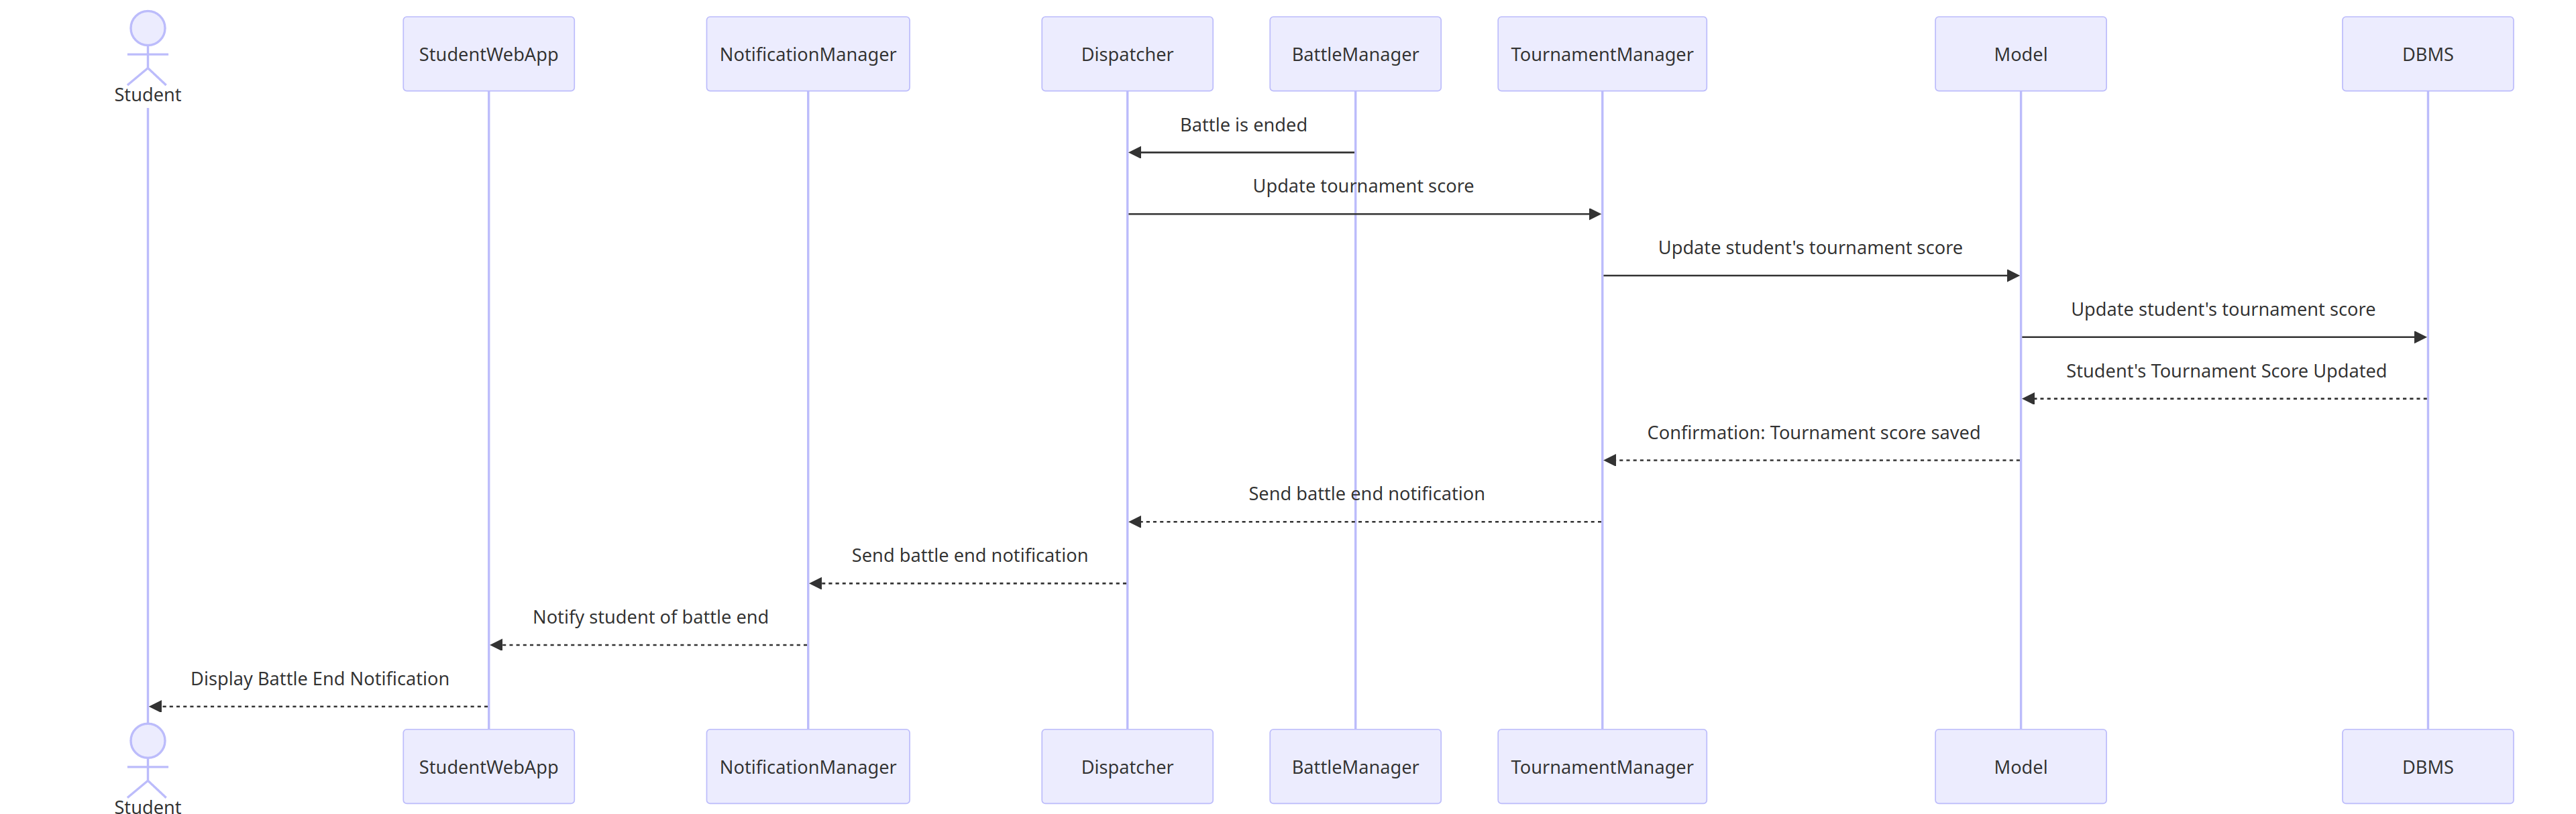 Student
StudentWebApp
NotificationManager
Dispatcher
BattleManager
TournamentManager
Model
DBMS
Battle is ended
Update tournament score
Update student's tournament score
Update student's tournament score
Student's Tournament Score Updated
Confirmation: Tournament score saved
Send battle end notification
Send battle end notification
Notify student of battle end
Display Battle End Notification
Student
StudentWebApp
NotificationManager
Dispatcher
BattleManager
TournamentManager
Model
DBMS